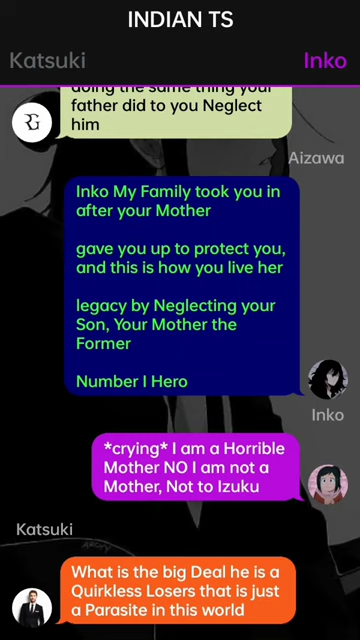 INDIAN TS
Katsuki
Inko
doing the same thing your
father did to you Neglect
him
Aizawa
Inko My Family took you in
after your Mother
gave you up to protect you,
and this is how you live her
legacy by Neglecting your
Son, Your Mother the
Former
Number I Hero
Inko
*crying* I am a Horrible
Mother NO I am not a
Mother, Not to Izuku
Katsuki
What is the big Deal he is a
Quirkless Losers that is just
a Parasite in this world